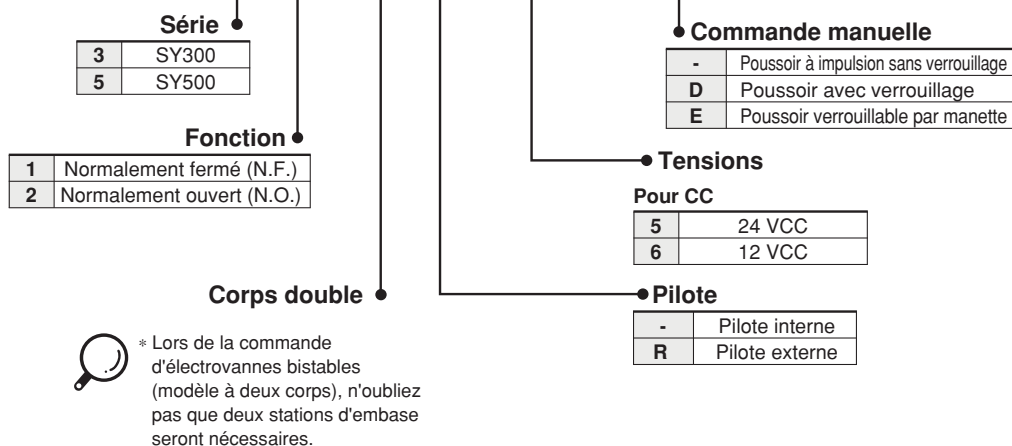 Série
3 SY300
5 SY500
Fonction
1 Normalement fermé (N.F.)
2 Normalement ouvert (N.O.)
Corps double
* Lors de la commande
d'électrovannes bistables
(modèle à deux corps), n'oubliez
pas que deux stations d'embase
seront nécessaires.
Commande manuelle
- Poussoir à impulsion sans verrouillage
D Poussoir avec verrouillage
E Poussoir verrouillable par manette
Tensions
Pour CC
5 24 VCC
6 12 VCC
Pilote
- Pilote interne
R Pilote externe